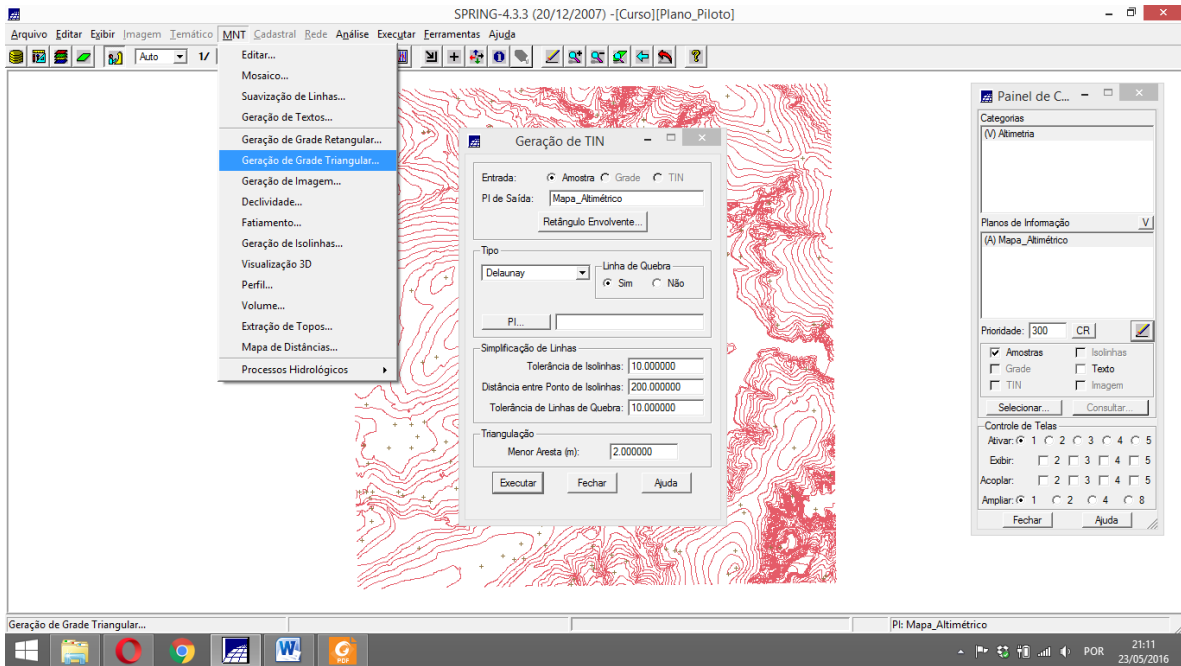 SPRING-4.3.3 (20/12/2007) -[Curso][Plano_Piloto]
Arquivo Editar Exibir Imagem Temático MNT Cadastral Rede Análise Executar Ferramentas Ajuda
Auto 1/
Editar...
Mosaico...
Suavização de Linhas...
Geração de Textos...
Geração de Grade Retangular...
Geração de Grade Triangular...
Geração de Imagem...
Declividade...
Fatiamento...
Geração de Isolinhas...
Visualização 3D
Perfil...
Volume...
Extração de Topos...
Mapa de Distâncias...
Processos Hidrológicos
Geração de TIN
Entrada: Amostra Grade TIN
PI de Saída: Mapa_Altimétrico
Retângulo Envolvente...
Tipo
Delaunay
Linha de Quebra
Sim Não
PI...
Simplificação de Linhas
Tolerância de Isolinhas: 10.000000
Distância entre Ponto de Isolinhas: 200.000000
Tolerância de Linhas de Quebra: 10.000000
Triangulação
Menor Aresta (m): 2.000000
Executar Fechar Ajuda
Painel de C...
Categorias
(V) Altimetria
Planos de Informação V
(A) Mapa_Altimétrico
Prioridade: 300 CR
Amostras Isolinhas
Grade Texto
TIN Imagem
Selecionar... Consultar...
Controle de Telas
Ativar: 1 2 3 4 5
Exibir: 2 3 4 5
Acoplar: 2 3 4 5
Ampliar: 1 2 4 8
Fechar Ajuda
Geração de Grade Triangular...
PI: Mapa_Altimétrico
PDF
POR
21:11
23/05/2016